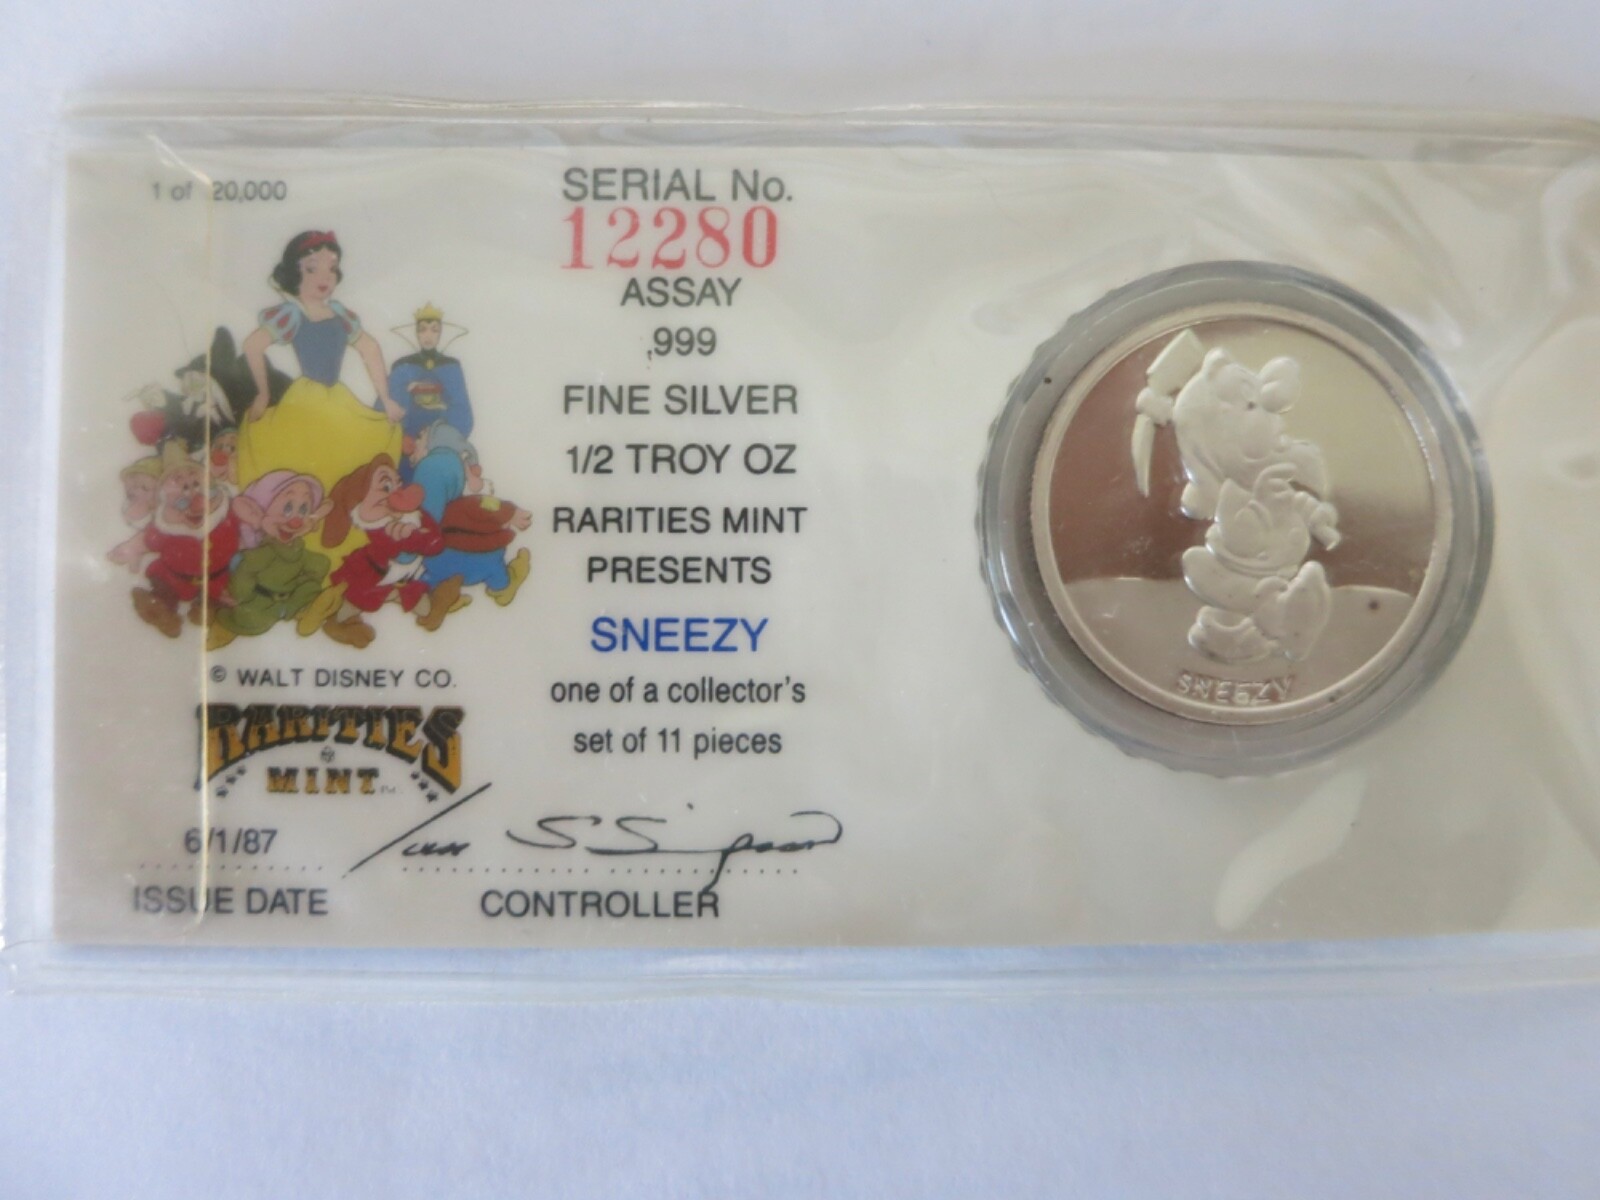 1 of 20,000
SERIAL No.
12280
ASSAY
.999
FINE SILVER
1/2 TROY OZ
RARITIES MINT
PRESENTS
SNEEZY
one of a collector's
set of 11 pieces
© WALT DISNEY CO.
RARITIES
MINT
6/1/87
ISSUE DATE
CONTROLLER
SNEEZY